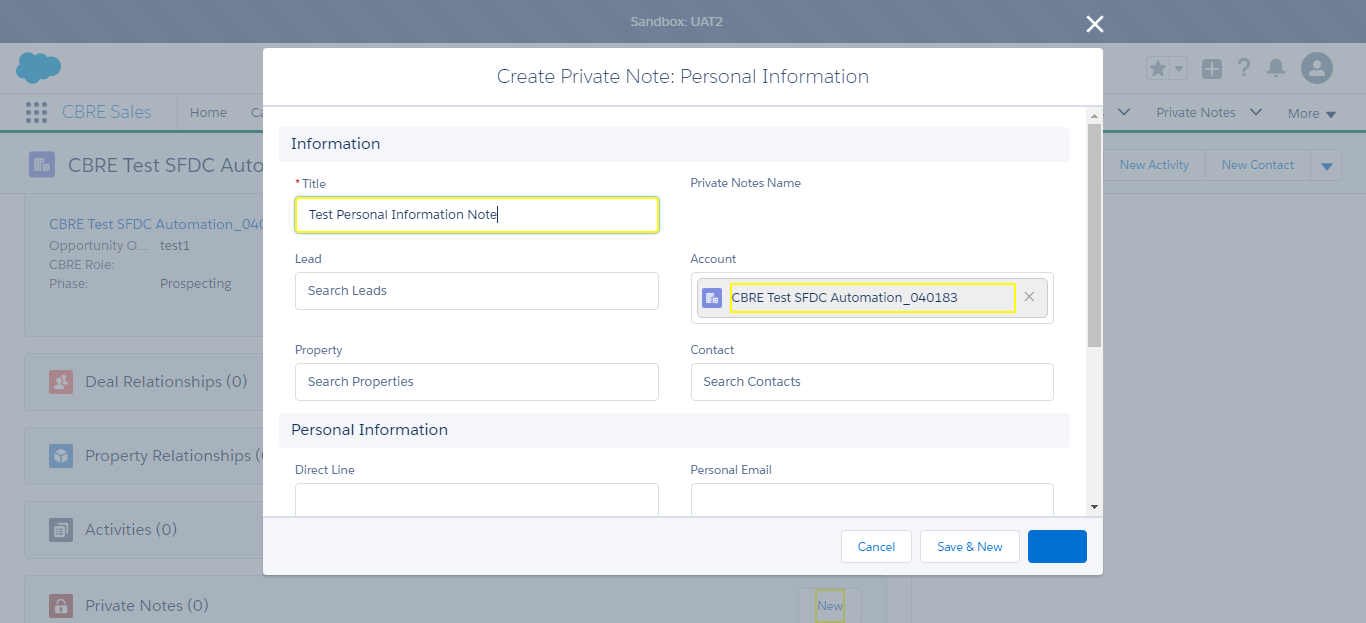 Sandbox: UAT2
Create Private Note: Personal Information
CBRE Sales
Home
Ca
Private Notes
More
CBRE Test SFDC Auto
New Activity
New Contact
Information
* Title
Private Notes Name
Test Personal Information Note
CBRE Test SFDC Automation_040
Opportunity O... test1
CBRE Role:
Phase: Prospecting
Lead
Account
Search Leads
CBRE Test SFDC Automation_040183
Property
Contact
Search Properties
Search Contacts
Deal Relationships (0)
Personal Information
Property Relationships (
Direct Line
Personal Email
Activities (0)
Cancel
Save & New
Private Notes (0)
New